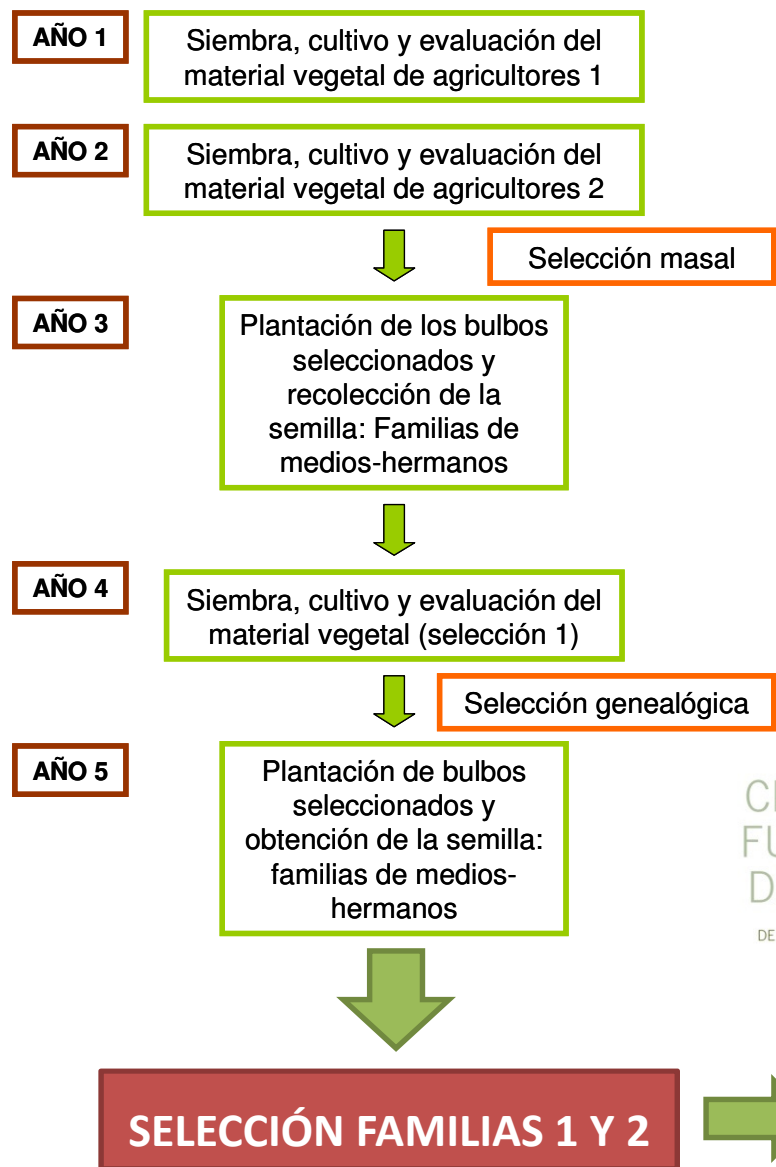 AÑO 1
Siembra, cultivo y evaluación del
material vegetal de agricultores 1
AÑO 2
Siembra, cultivo y evaluación del
material vegetal de agricultores 2
Selección masal
AÑO 3
Plantación de los bulbos
seleccionados y
recolección de la
semilla: Familias de
medios-hermanos
AÑO 4
Siembra, cultivo y evaluación del
material vegetal (selección 1)
Selección genealógica
AÑO 5
Plantación de bulbos
seleccionados y
obtención de la semilla:
familias de medios-
hermanos
DE
SELECCIÓN FAMILIAS 1 Y 2